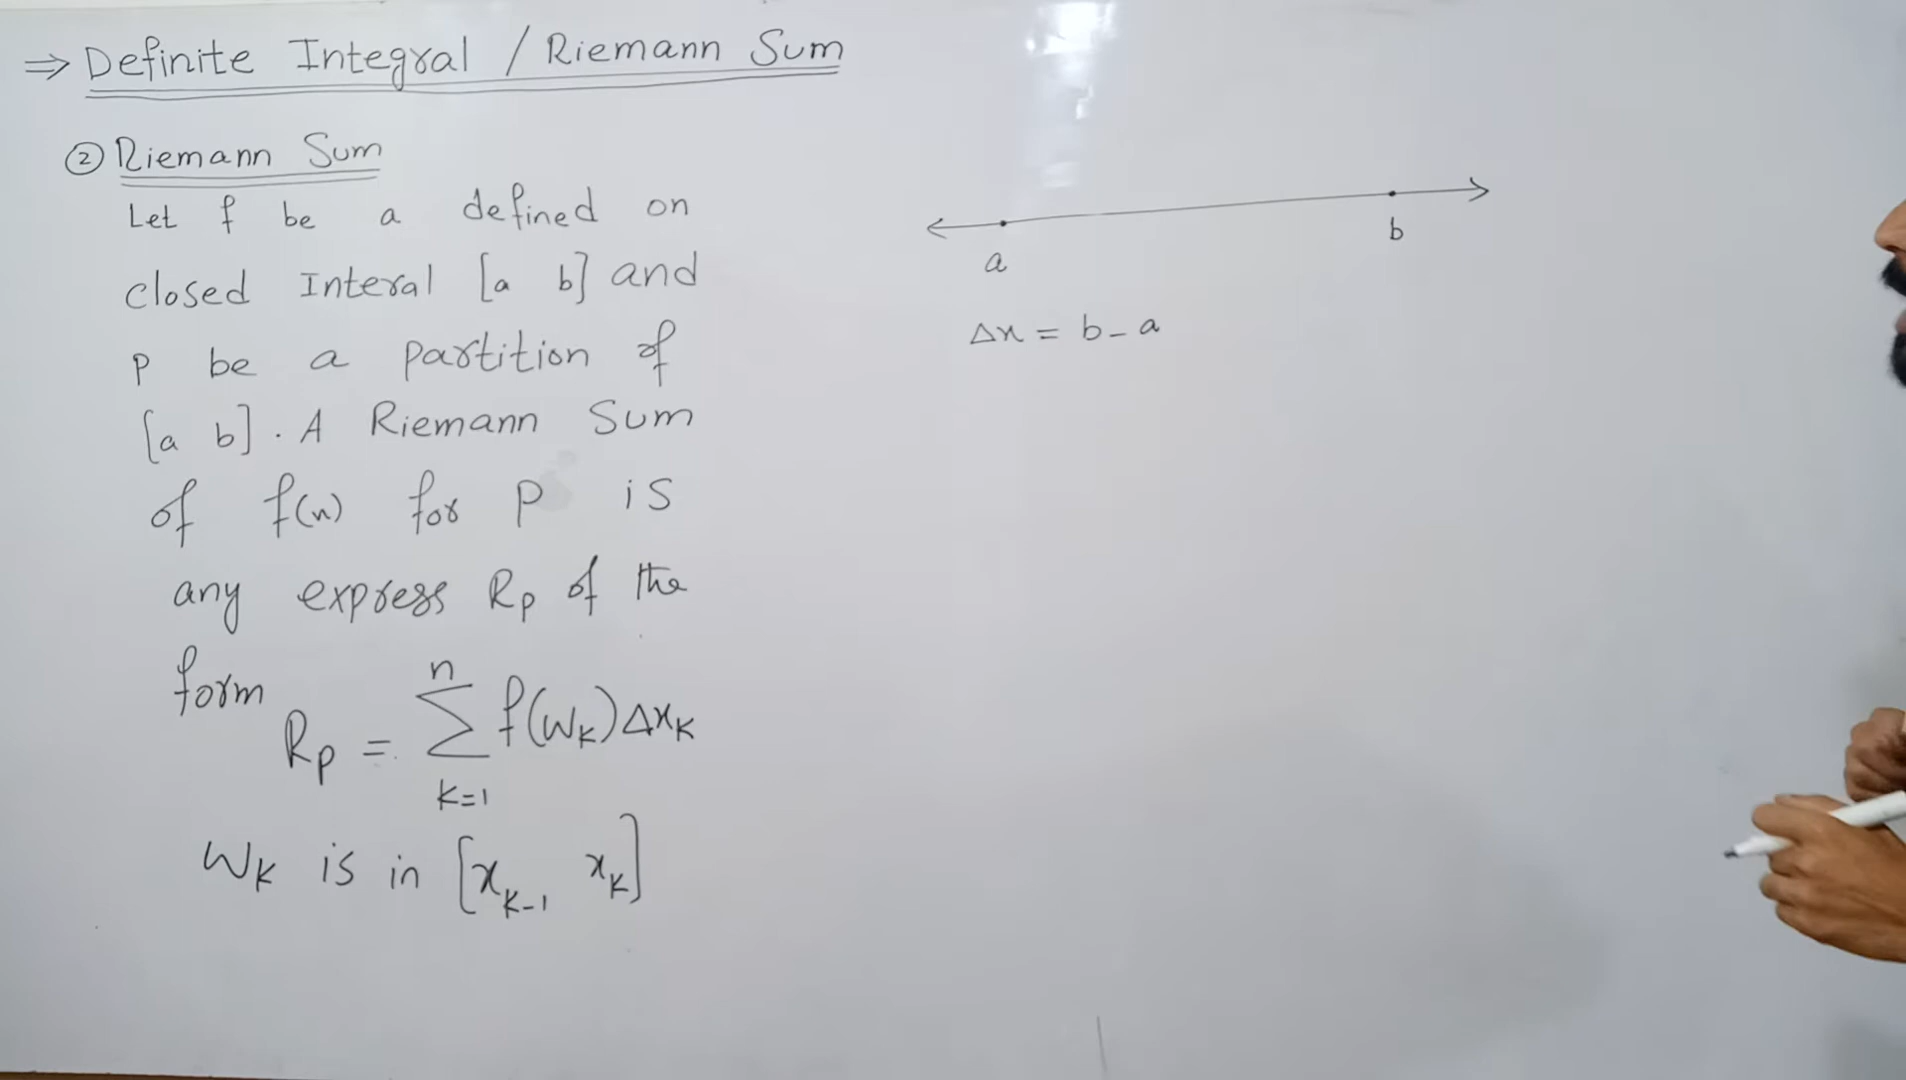 ⇒ Definite Integral / Riemann Sum
② Riemann Sum
Let f be a defined on
closed Interal [a b] and
P be a partition of
[a b]. A Riemann Sum
of f(x) for P is
any express Rp of the
form
Rp = n∑k=1 f(wk)Δxk
Wk is in [xk-1, xk]
a b
Δx = b - a